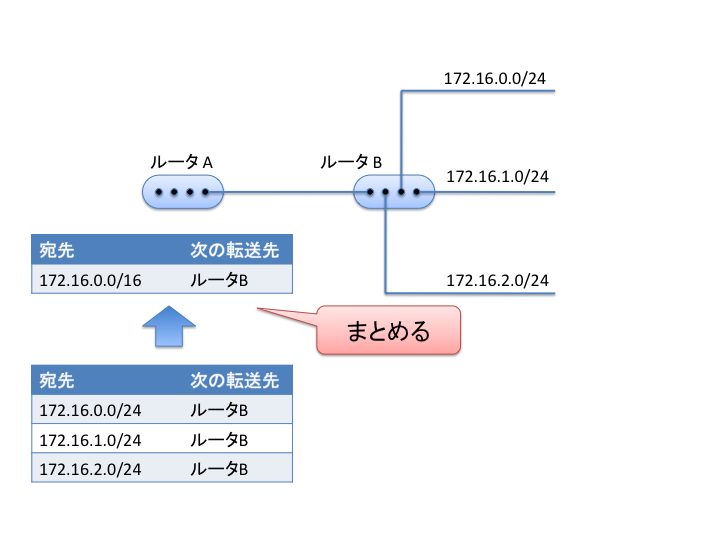 172.16.0.0/24
ルータA
ルータB
172.16.1.0/24
宛先 次の転送先
172.16.0.0/16 ルータB
172.16.2.0/24
まとめる
宛先 次の転送先
172.16.0.0/24 ルータB
172.16.1.0/24 ルータB
172.16.2.0/24 ルータB